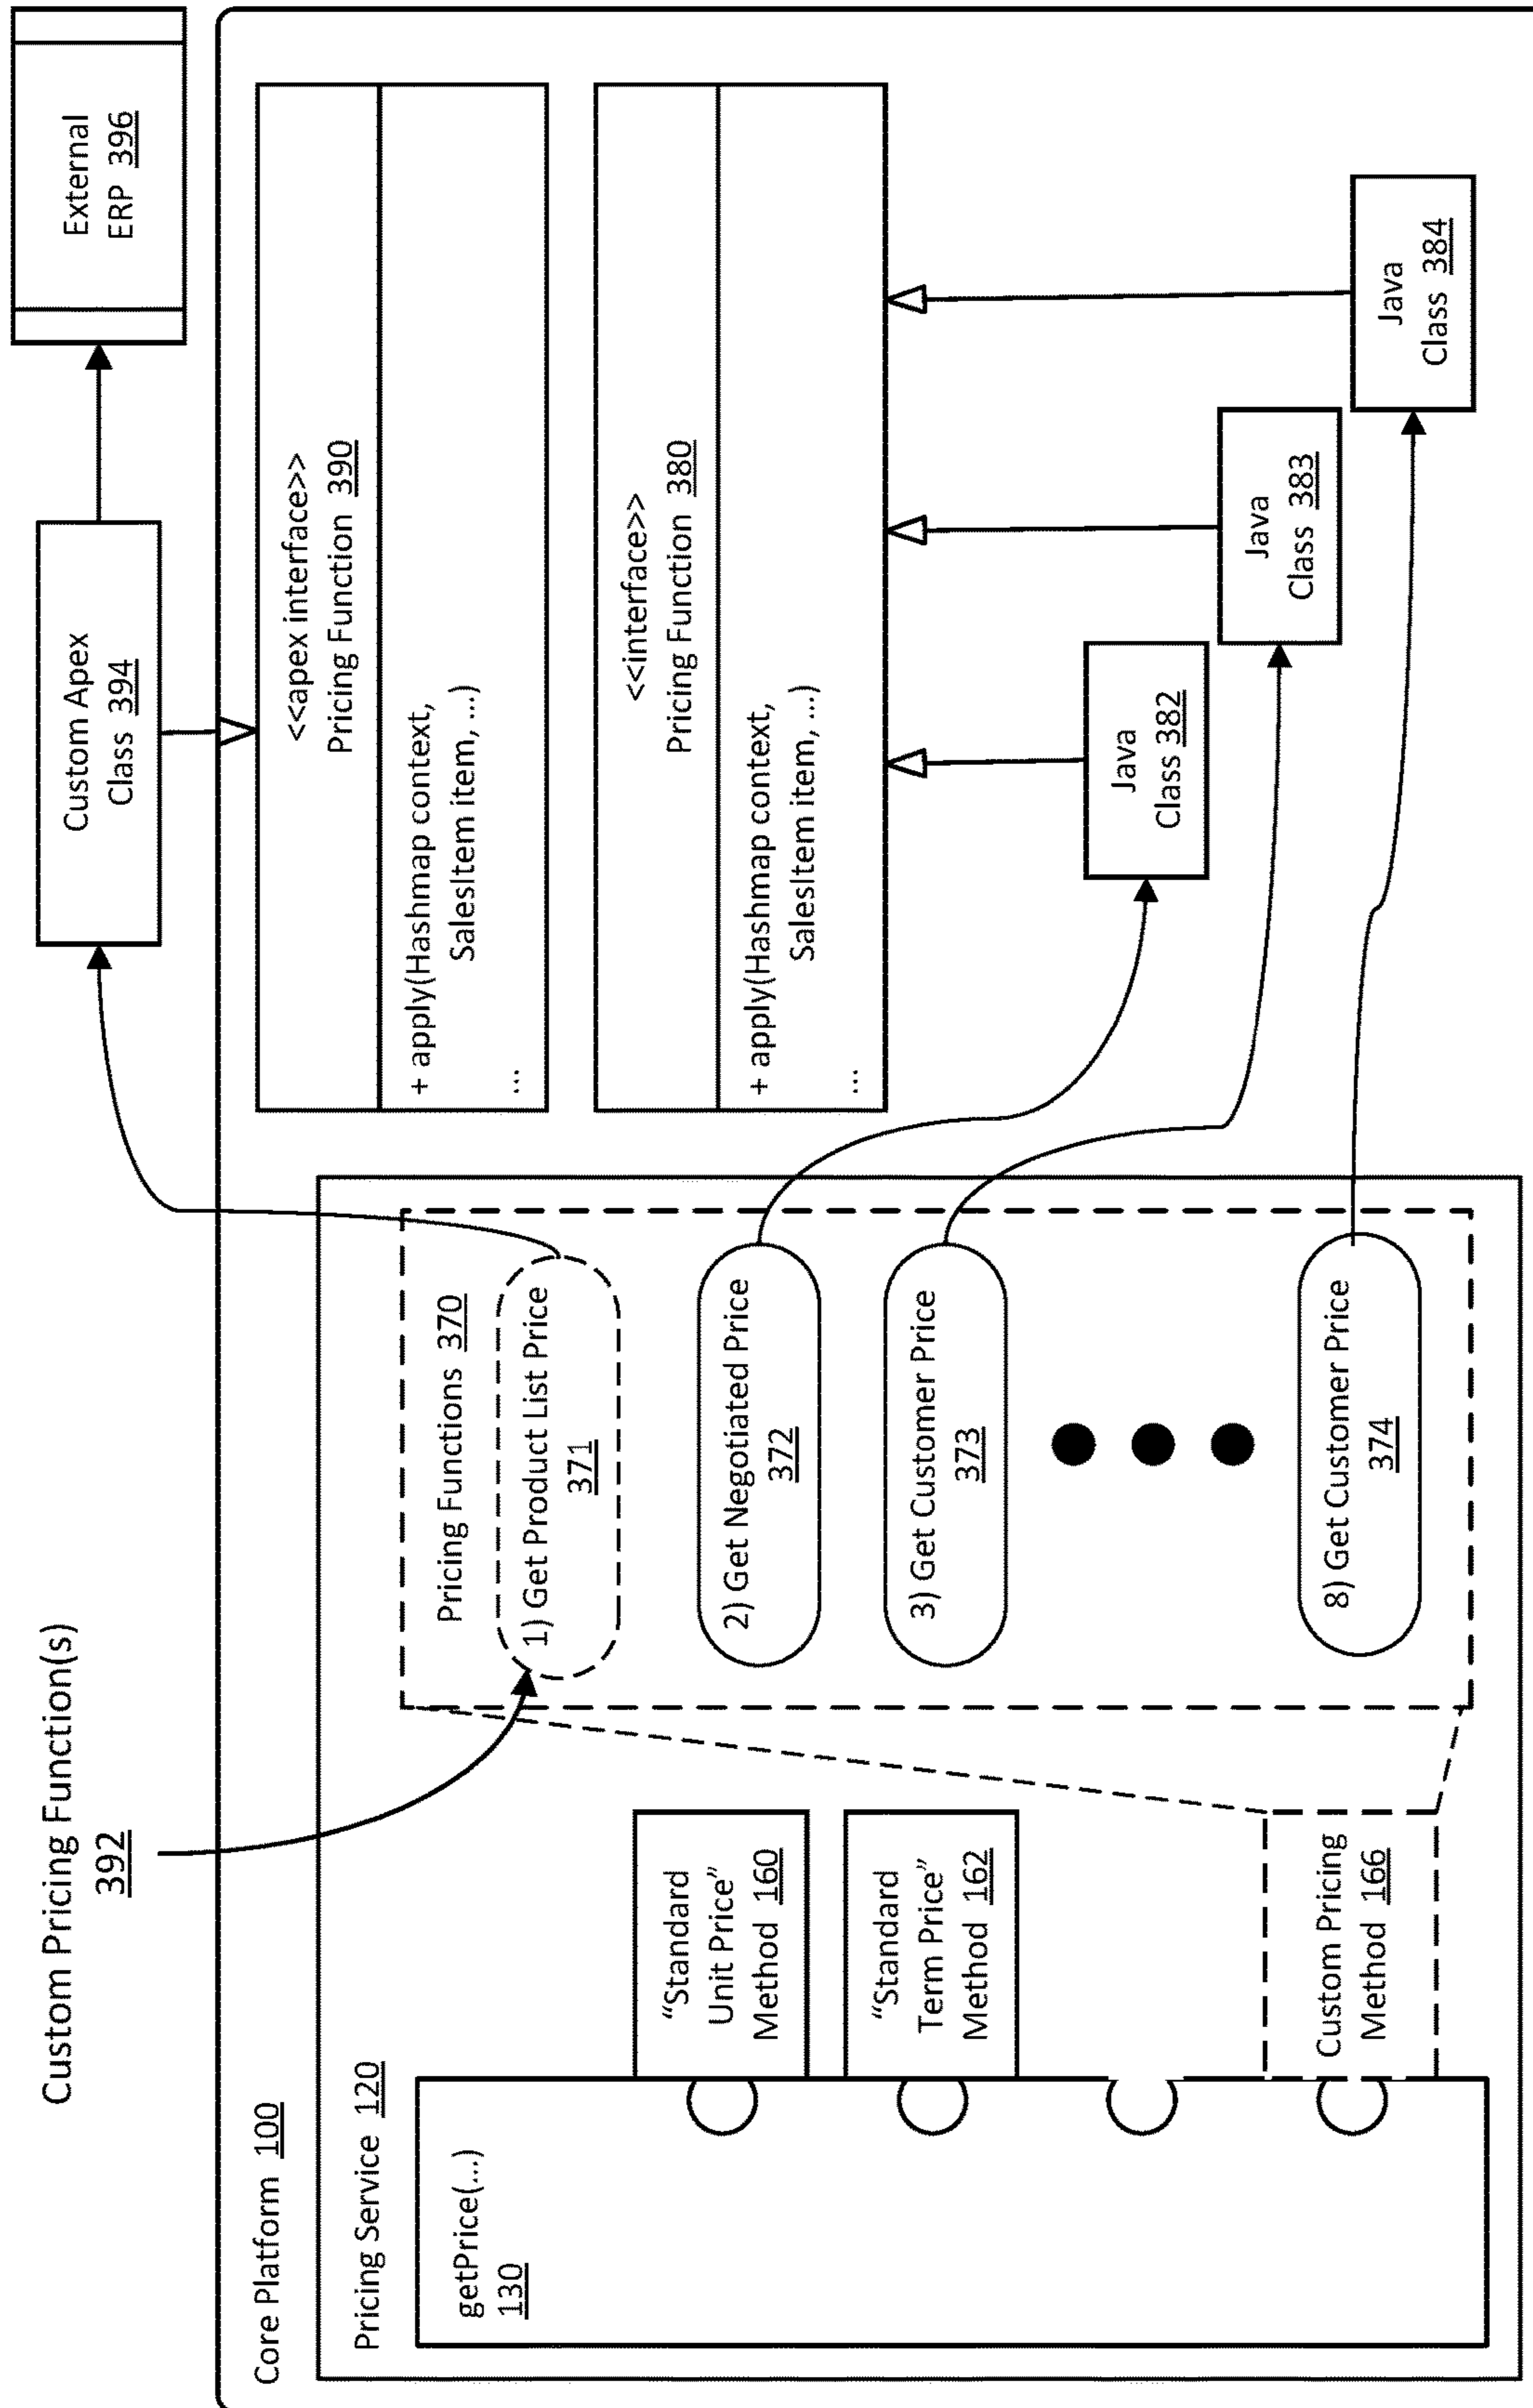 Custom Pricing Function(s)
392
Core Platform 100
Pricing Service 120
getPrice(...)
130
“Standard
Unit Price”
Method 160
“Standard
Term Price”
Method 162
Custom Pricing
Method 166
Pricing Functions 370
1) Get Product List Price
371
2) Get Negotiated Price
372
3) Get Customer Price
373
8) Get Customer Price
374
Custom Apex
Class 394
External
ERP 396
<<apex interface>>
Pricing Function 390
+ apply(Hashmap context,
SalesItem item, ...)
...
<<interface>>
Pricing Function 380
+ apply(Hashmap context,
SalesItem item, ...)
...
Java
Class 382
Java
Class 383
Java
Class 384